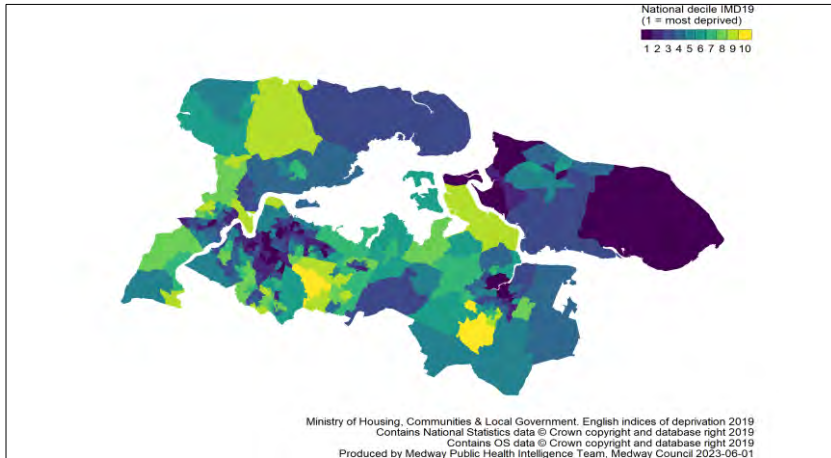 National decile IMD19
(1 = most deprived)
1 2 3 4 5 6 7 8 9 10
Ministry of Housing, Communities & Local Government. English indices of deprivation 2019
Contains National Statistics data © Crown copyright and database right 2019
Contains OS data © Crown copyright and database right 2019
Produced by Medway Public Health Intelligence Team, Medway Council 2023-06-01